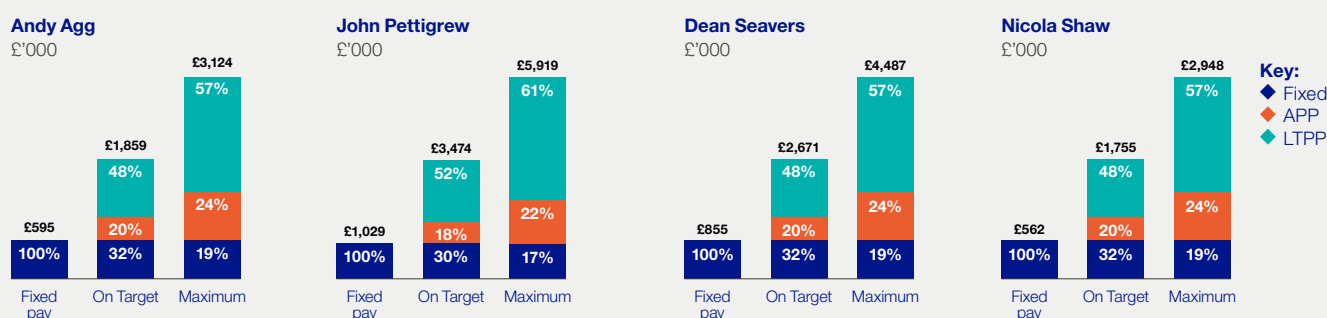 Andy Agg
£'000
£595
100%
£1,859
48%
20%
32%
£3,124
57%
24%
19%
Fixed
pay
On Target
Maximum
John Pettigrew
£'000
£1,029
100%
£3,474
52%
18%
30%
£5,919
61%
22%
17%
Fixed
pay
On Target
Maximum
Dean Seavers
£'000
£855
100%
£2,671
48%
20%
32%
£4,487
57%
24%
19%
Fixed
pay
On Target
Maximum
Nicola Shaw
£'000
£562
100%
£1,755
48%
20%
32%
£2,948
57%
24%
19%
Fixed
pay
On Target
Maximum
Key:
Fixed
APP
LTPP